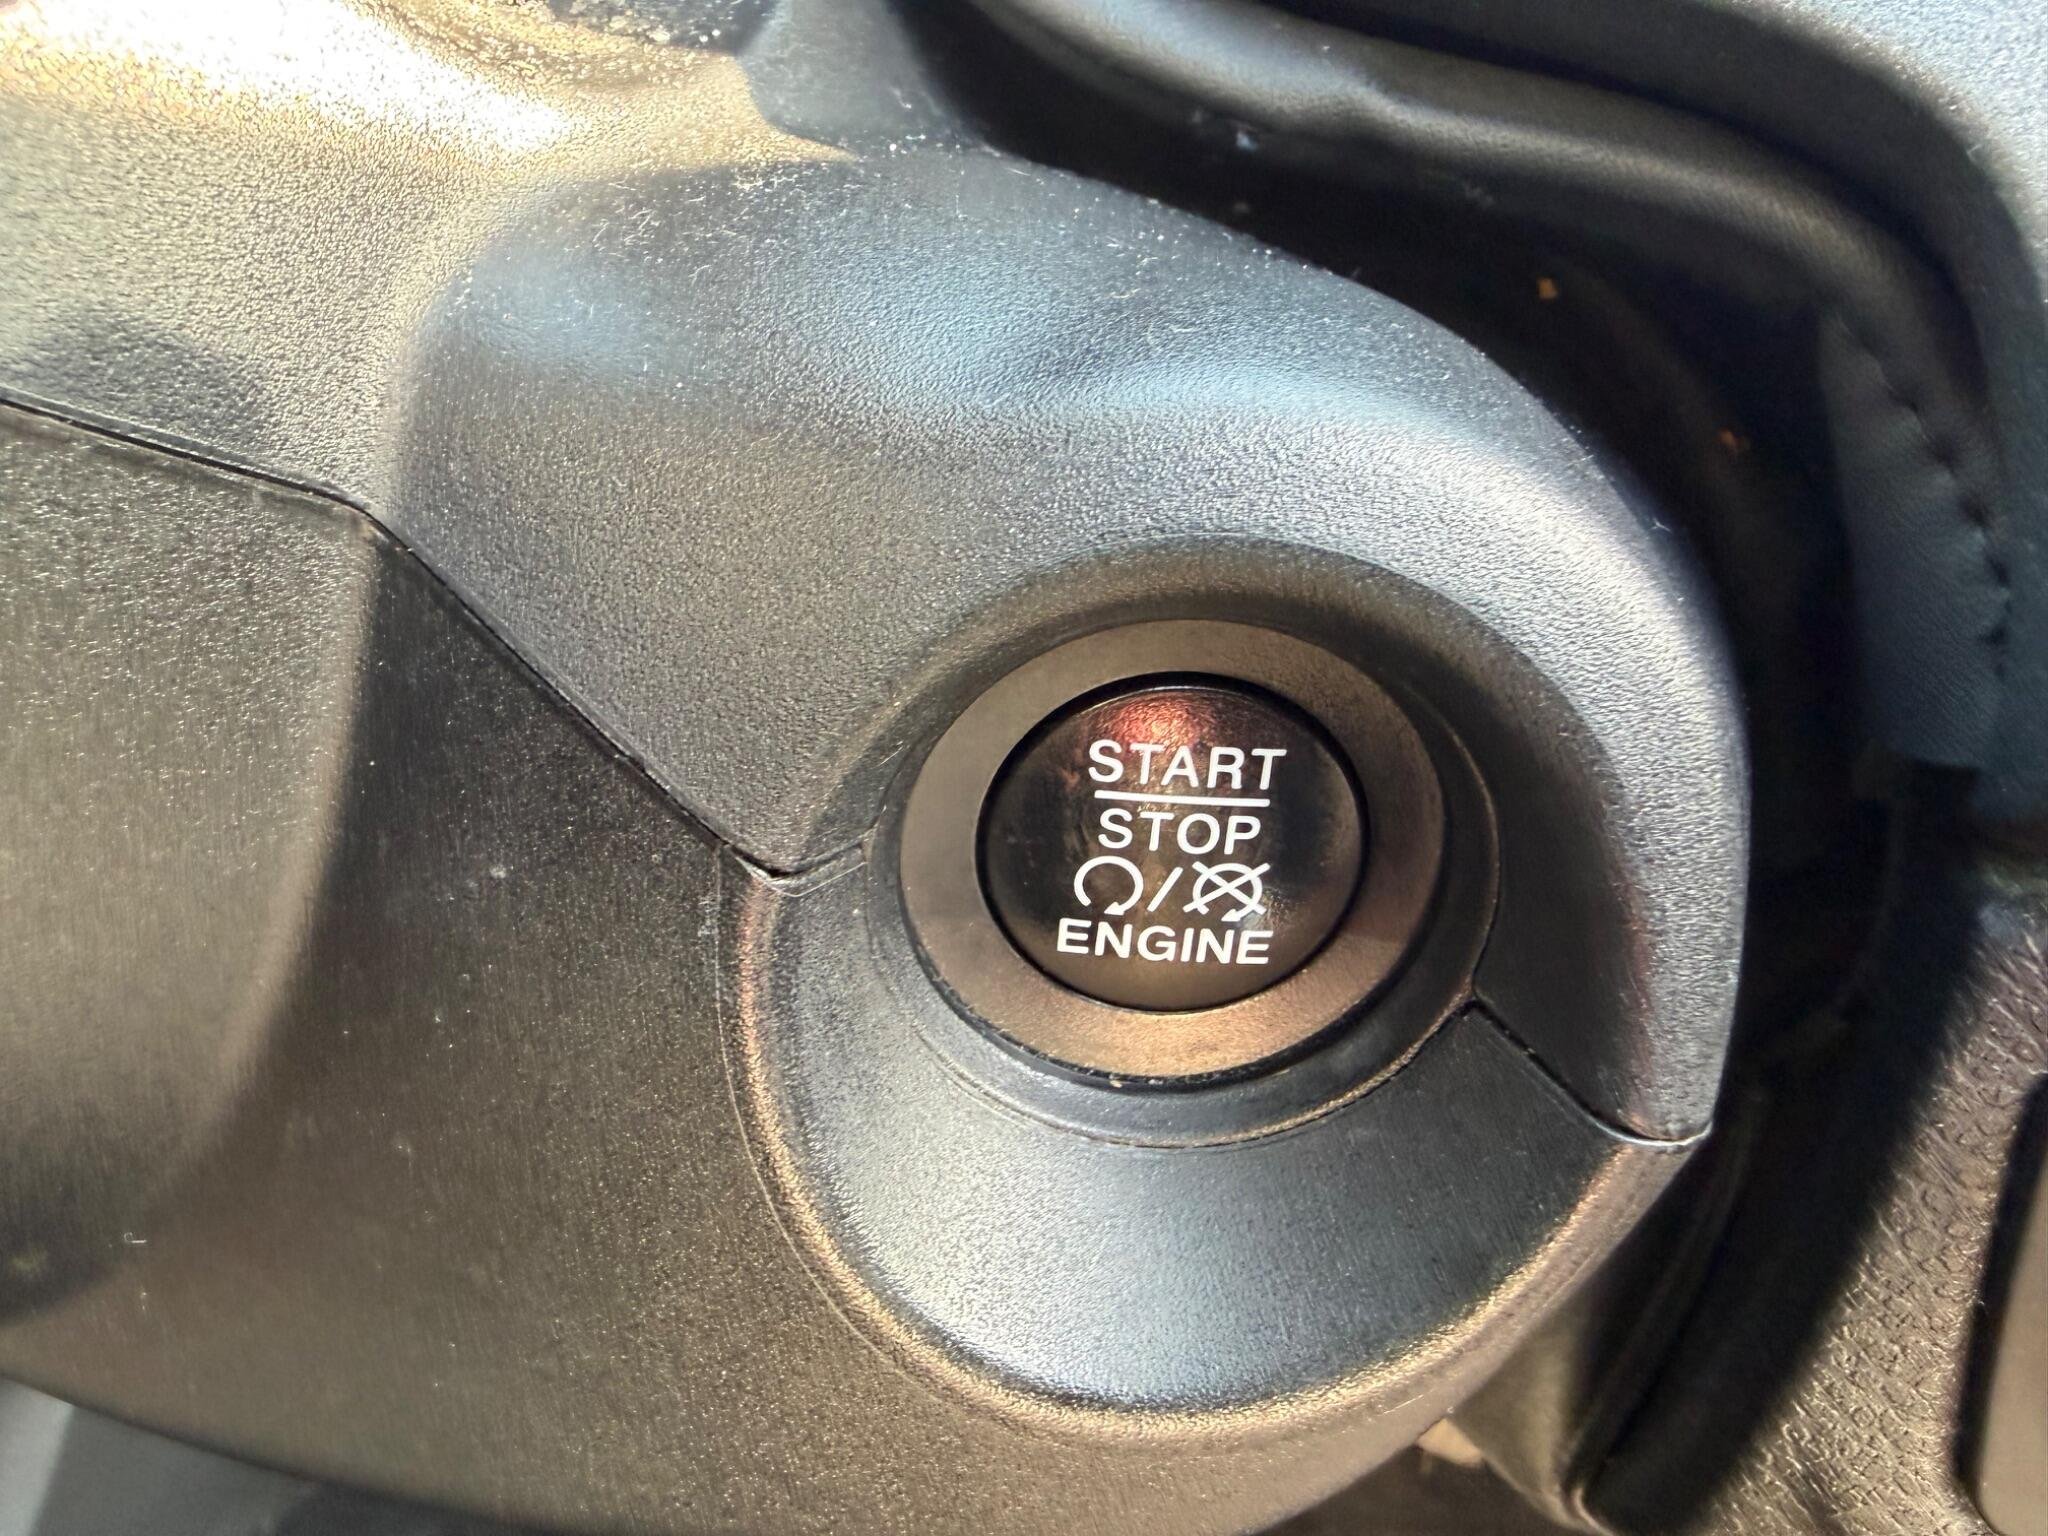 START
STOP
/
ENGINE